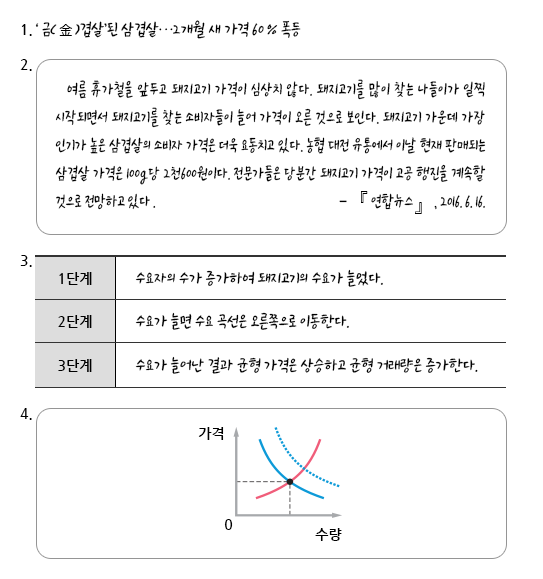 1. ‘금(金)겹살’된 삼겹살…2개월 새 가격 60 % 폭등
2.
여름 휴가철을 앞두고 돼지고기 가격이 심상치 않다. 돼지고기를 많이 찾는 나들이가 일찍
시작되면서 돼지고기를 찾는 소비자들이 늘어 가격이 오른 것으로 보인다. 돼지고기 가운데 가장
인기가 높은 삼겹살의 소비자 가격은 더욱 요동치고 있다. 농협 대전 유통에서 이날 현재 판매되는
삼겹살 가격은 100g당 2천600원이다. 전문가들은 당분간 돼지고기 가격이 고공 행진을 계속할
것으로 전망하고 있다. – 『연합뉴스』, 2016. 6. 16.
3.
1단계 수요자의 수가 증가하여 돼지고기의 수요가 늘었다.
2단계 수요가 늘면 수요 곡선은 오른쪽으로 이동한다.
3단계 수요가 늘어난 결과 균형 가격은 상승하고 균형 거래량은 증가한다.
4.
가격
0
수량